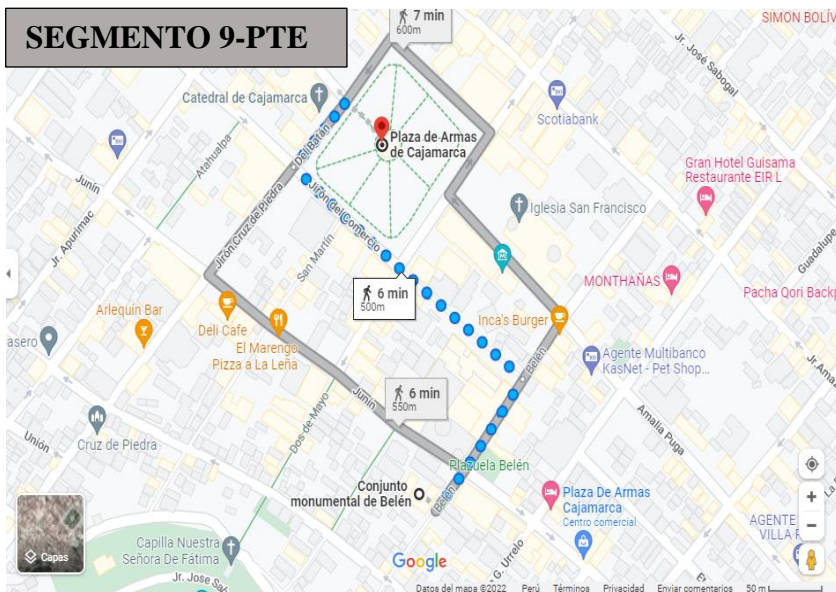 SEGMENTO 9-PTE
7 min
600m
SIMON BOLÍV
Jr. José Sabogal
Catedral de Cajamarca
Scotiabank
Plaza de Armas
de Cajamarca
Del Batán
Atahualpa
Junín
Jr. Apurímac
Jirón Cruz de Piedra
Jirón del Comercio
San Martín
Gran Hotel Guisama
Restaurante EIR L
Iglesia San Francisco
Guadalupe
MONTHAÑAS
Pacha Qori Backp
6 min
500m
Arlequín Bar
Deli Cafe
El Marengo
Pizza a La Leña
Inca's Burger
asero
Belén
Agente Multibanco
KasNet - Pet Shop...
Jr. Ama
6 min
550m
Junín
Dos de Mayo
Amalia Puga
Unión
Cruz de Piedra
Plazuela Belén
Conjunto
monumental de Belén
Belén
Plaza De Armas
Cajamarca
Centro comercial
AGENTE
VILLA
Capas
Capilla Nuestra
Señora De Fátima
Google
G. Urrelo
Jr. Jose Sabo
Datos del mapa ©2022 Perú Términos Privacidad Enviar comentarios 50 m